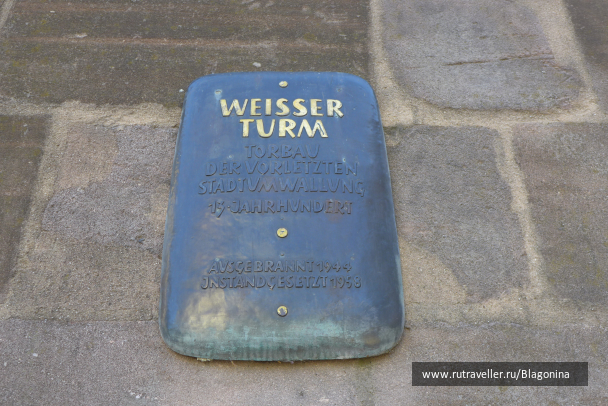 WEISSER
TURM
TORBAU
DER VORLETZTEN
STADTUMWALLUNG
13. JAHRHUNDERT
AUSGEBRANNT 1944
INSTANDGESETZT 1958
www.rutraveller.ru/Blagonina